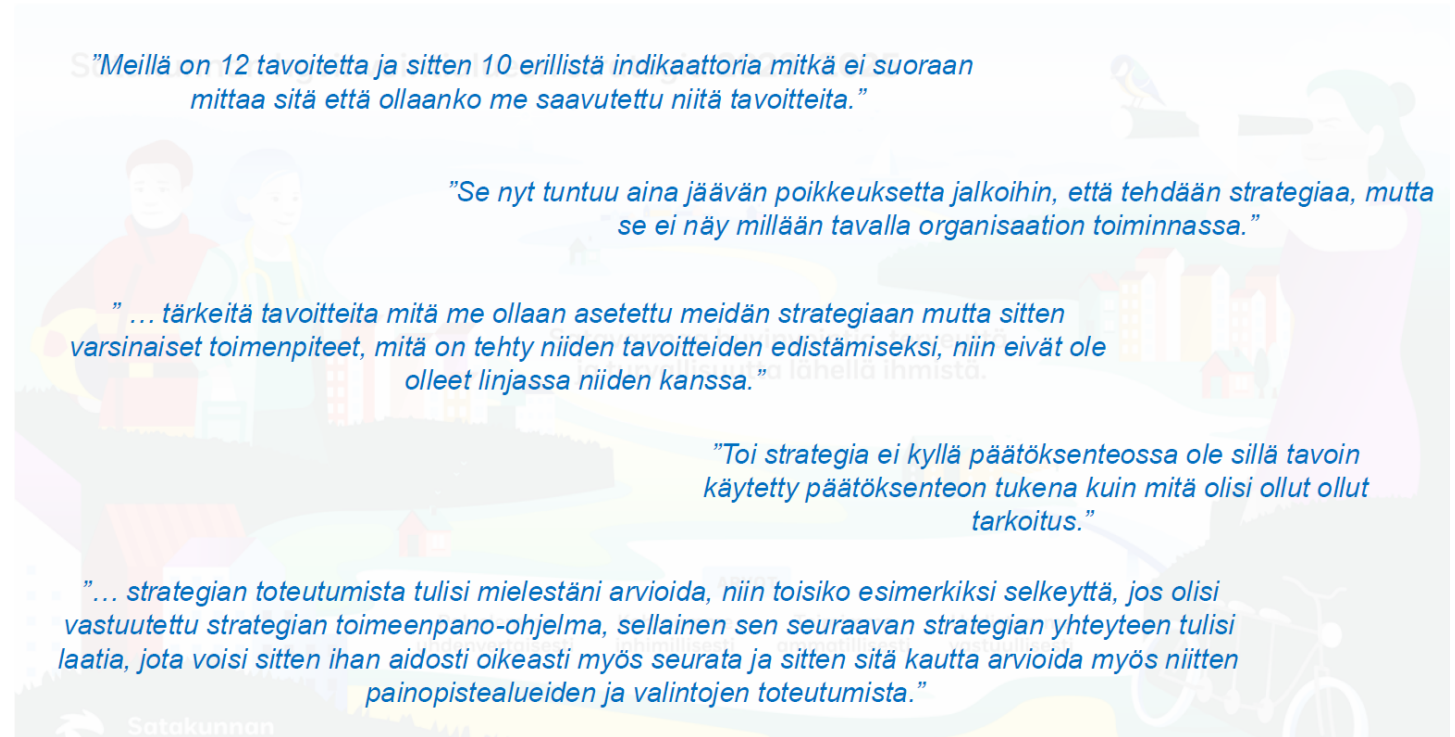 ”Meillä on 12 tavoitetta ja sitten 10 erillistä indikaattoria mitkä ei suoraan
mittaa sitä että ollaanko me saavutettu niitä tavoitteita.”
”Se nyt tuntuu aina jäävän poikkeuksetta jalkoihin, että tehdään strategiaa, mutta
se ei näy millään tavalla organisaation toiminnassa.”
” … tärkeitä tavoitteita mitä me ollaan asetettu meidän strategiaan mutta sitten
varsinaiset toimenpiteet, mitä on tehty niiden tavoitteiden edistämiseksi, niin eivät ole
olleet linjassa niiden kanssa.”
lähellä ihmistä.
”Toi strategia ei kyllä päätöksenteossa ole sillä tavoin
käytetty päätöksenteon tukena kuin mitä olisi ollut ollut
tarkoitus.”
”… strategian toteutumista tulisi mielestäni arvioida, niin toisiko esimerkiksi selkeyttä, jos olisi
vastuutettu strategian toimeenpano-ohjelma, sellainen sen seuraavan strategian yhteyteen tulisi
laatia, jota voisi sitten ihan aidosti oikeasti myös seurata ja sitten sitä kautta arvioida myös niitten
painopistealueiden ja valintojen toteutumista.”
Satakunnan